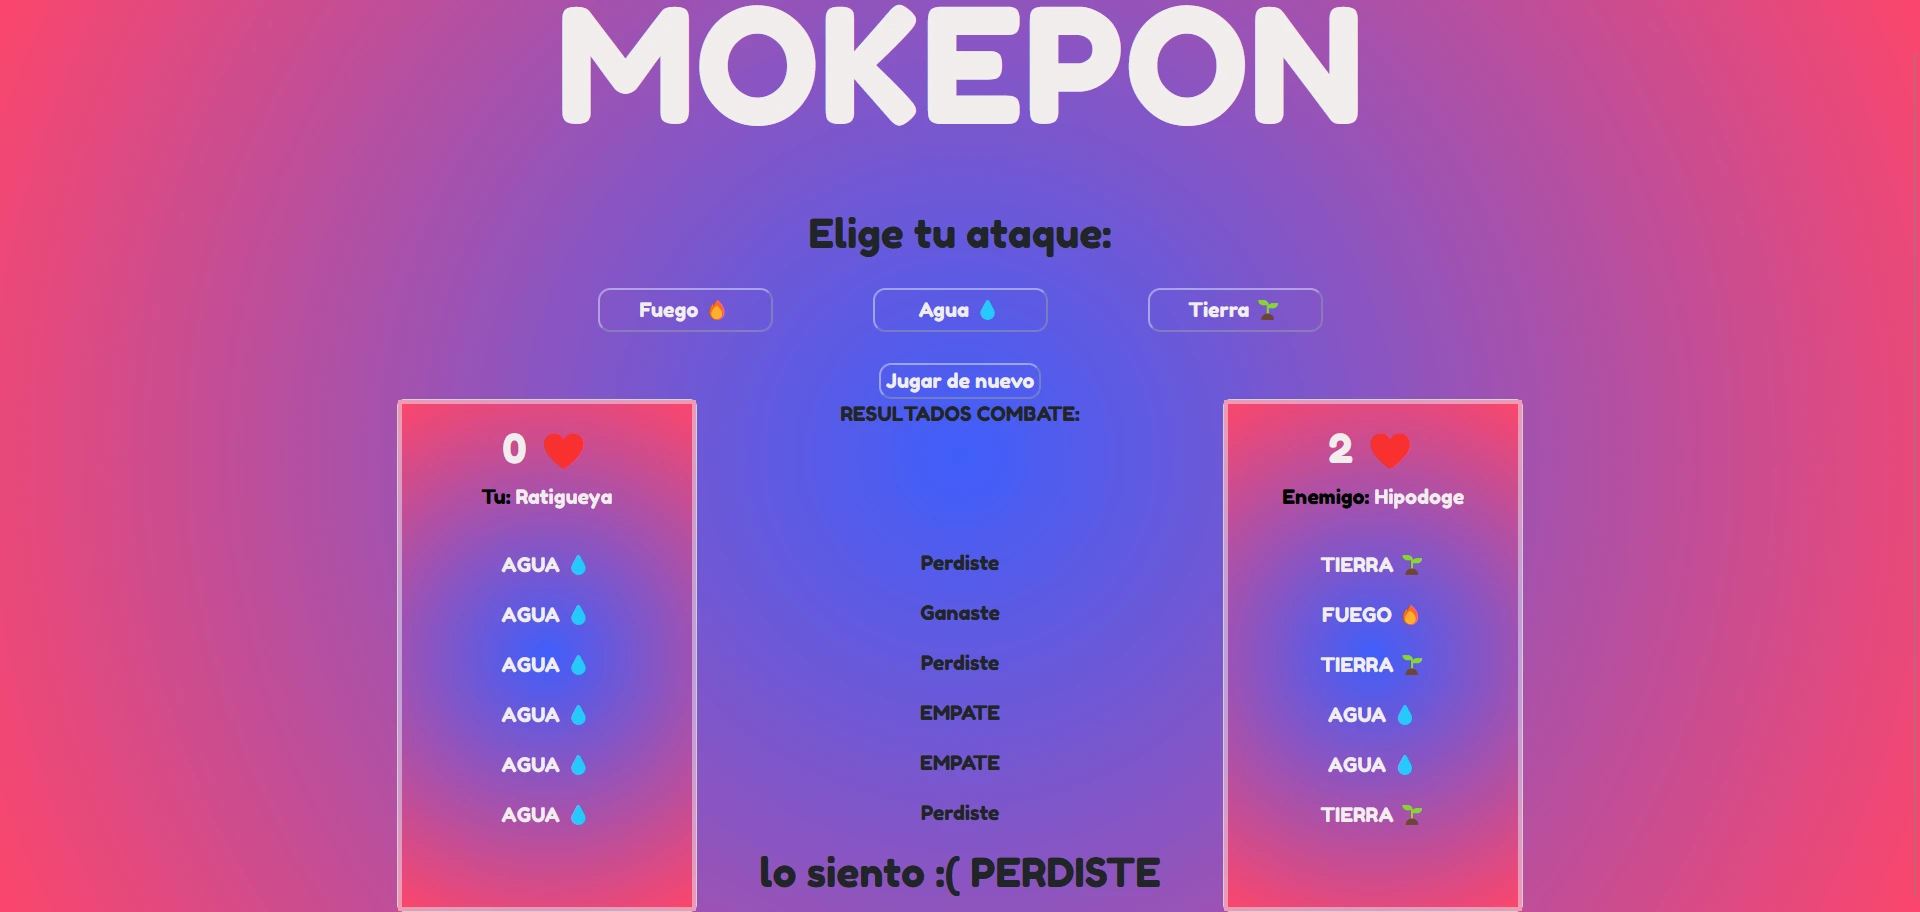 MOKEPON
Elige tu ataque:
Fuego 🔥
Agua 💧
Tierra 🌱
Jugar de nuevo
RESULTADOS COMBATE:
0 ❤️
Tu: Ratigueya
AGUA 💧
AGUA 💧
AGUA 💧
AGUA 💧
AGUA 💧
AGUA 💧
Perdiste
Ganaste
Perdiste
EMPATE
EMPATE
Perdiste
lo siento :( PERDISTE
2 ❤️
Enemigo: Hipodoge
TIERRA 🌱
FUEGO 🔥
TIERRA 🌱
AGUA 💧
AGUA 💧
TIERRA 🌱